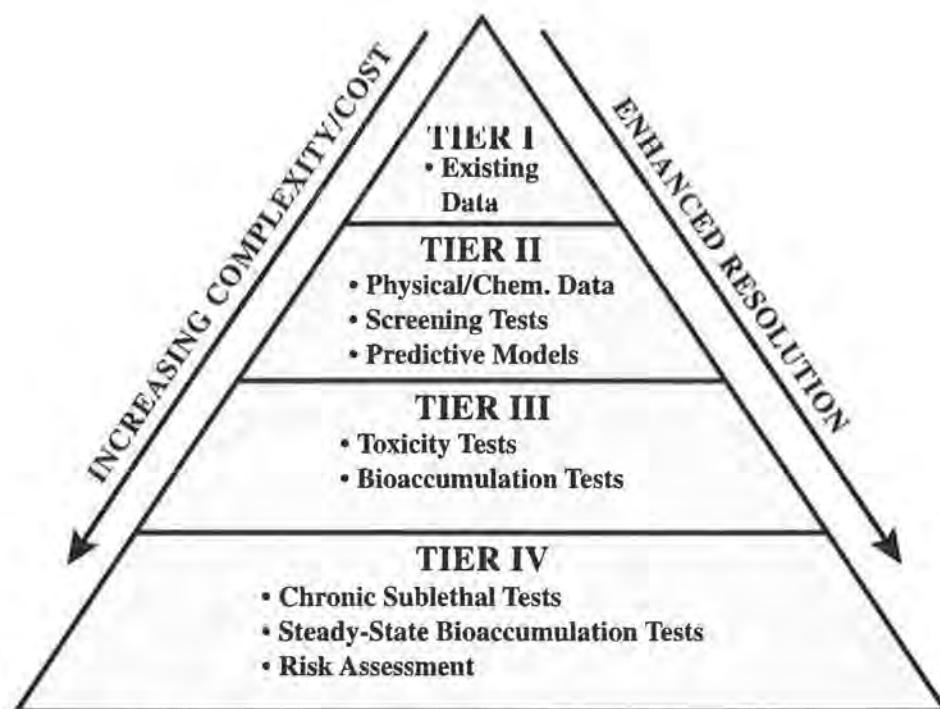 INCREASING COMPLEXITY/COST
ENHANCED RESOLUTION
TIER I
• Existing
Data
TIER II
• Physical/Chem. Data
• Screening Tests
• Predictive Models
TIER III
• Toxicity Tests
• Bioaccumulation Tests
TIER IV
• Chronic Sublethal Tests
• Steady-State Bioaccumulation Tests
• Risk Assessment